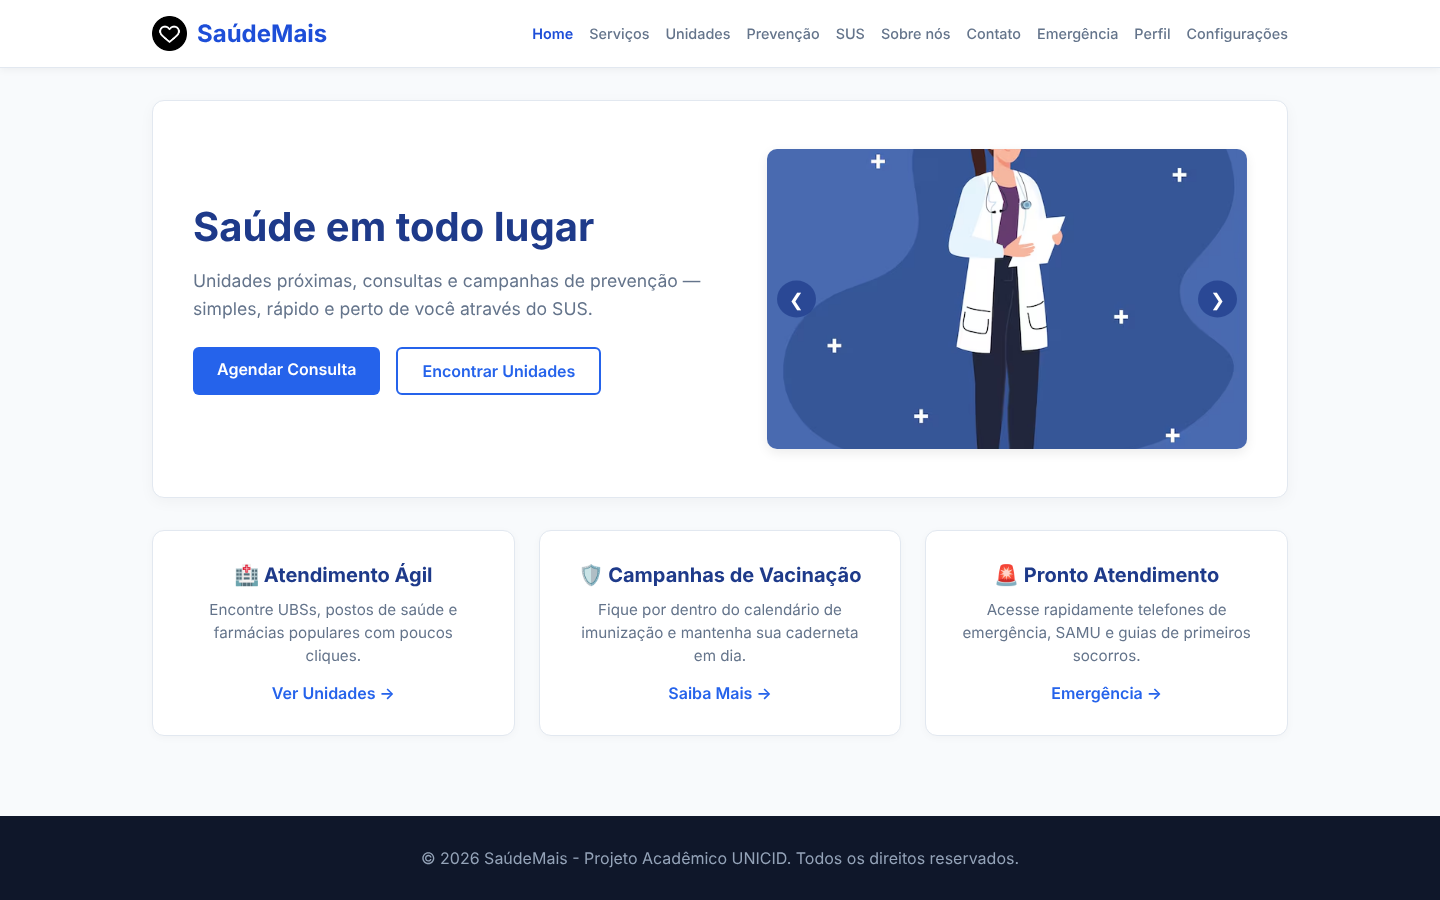 SaúdeMais
Home Serviços Unidades Prevenção SUS Sobre nós Contato Emergência Perfil Configurações
Saúde em todo lugar
Unidades próximas, consultas e campanhas de prevenção —
simples, rápido e perto de você através do SUS.
Agendar Consulta
Encontrar Unidades
❮
❯
🏥 Atendimento Ágil
Encontre UBSs, postos de saúde e
farmácias populares com poucos
cliques.
Ver Unidades →
🛡️ Campanhas de Vacinação
Fique por dentro do calendário de
imunização e mantenha sua caderneta
em dia.
Saiba Mais →
🚨 Pronto Atendimento
Acesse rapidamente telefones de
emergência, SAMU e guias de primeiros
socorros.
Emergência →
© 2026 SaúdeMais - Projeto Acadêmico UNICID. Todos os direitos reservados.